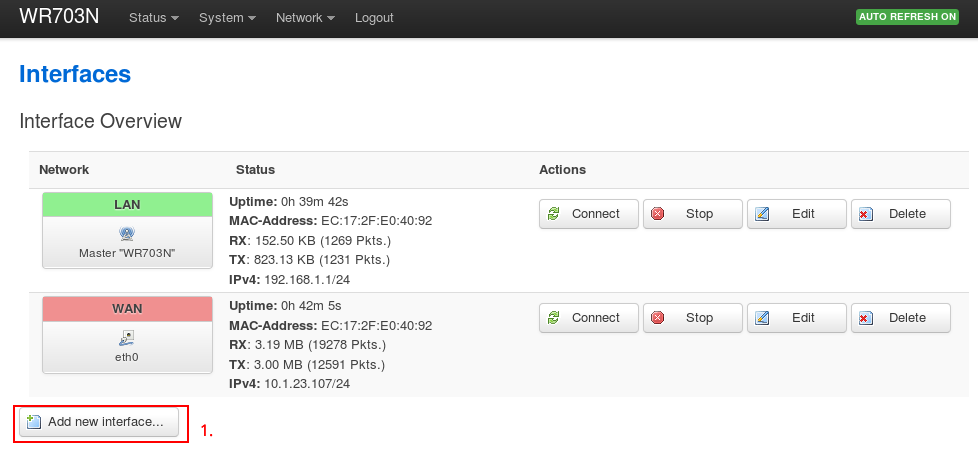 WR703N Status System Network Logout AUTO REFRESH ON
Interfaces
Interface Overview
Network Status Actions
LAN
Master "WR703N"
Uptime: 0h 39m 42s
MAC-Address: EC:17:2F:E0:40:92
RX: 152.50 KB (1269 Pkts.)
TX: 823.13 KB (1231 Pkts.)
IPv4: 192.168.1.1/24
Connect Stop Edit Delete
WAN
eth0
Uptime: 0h 42m 5s
MAC-Address: EC:17:2F:E0:40:92
RX: 3.19 MB (19278 Pkts.)
TX: 3.00 MB (12591 Pkts.)
IPv4: 10.1.23.107/24
Connect Stop Edit Delete
Add new interface... 1.